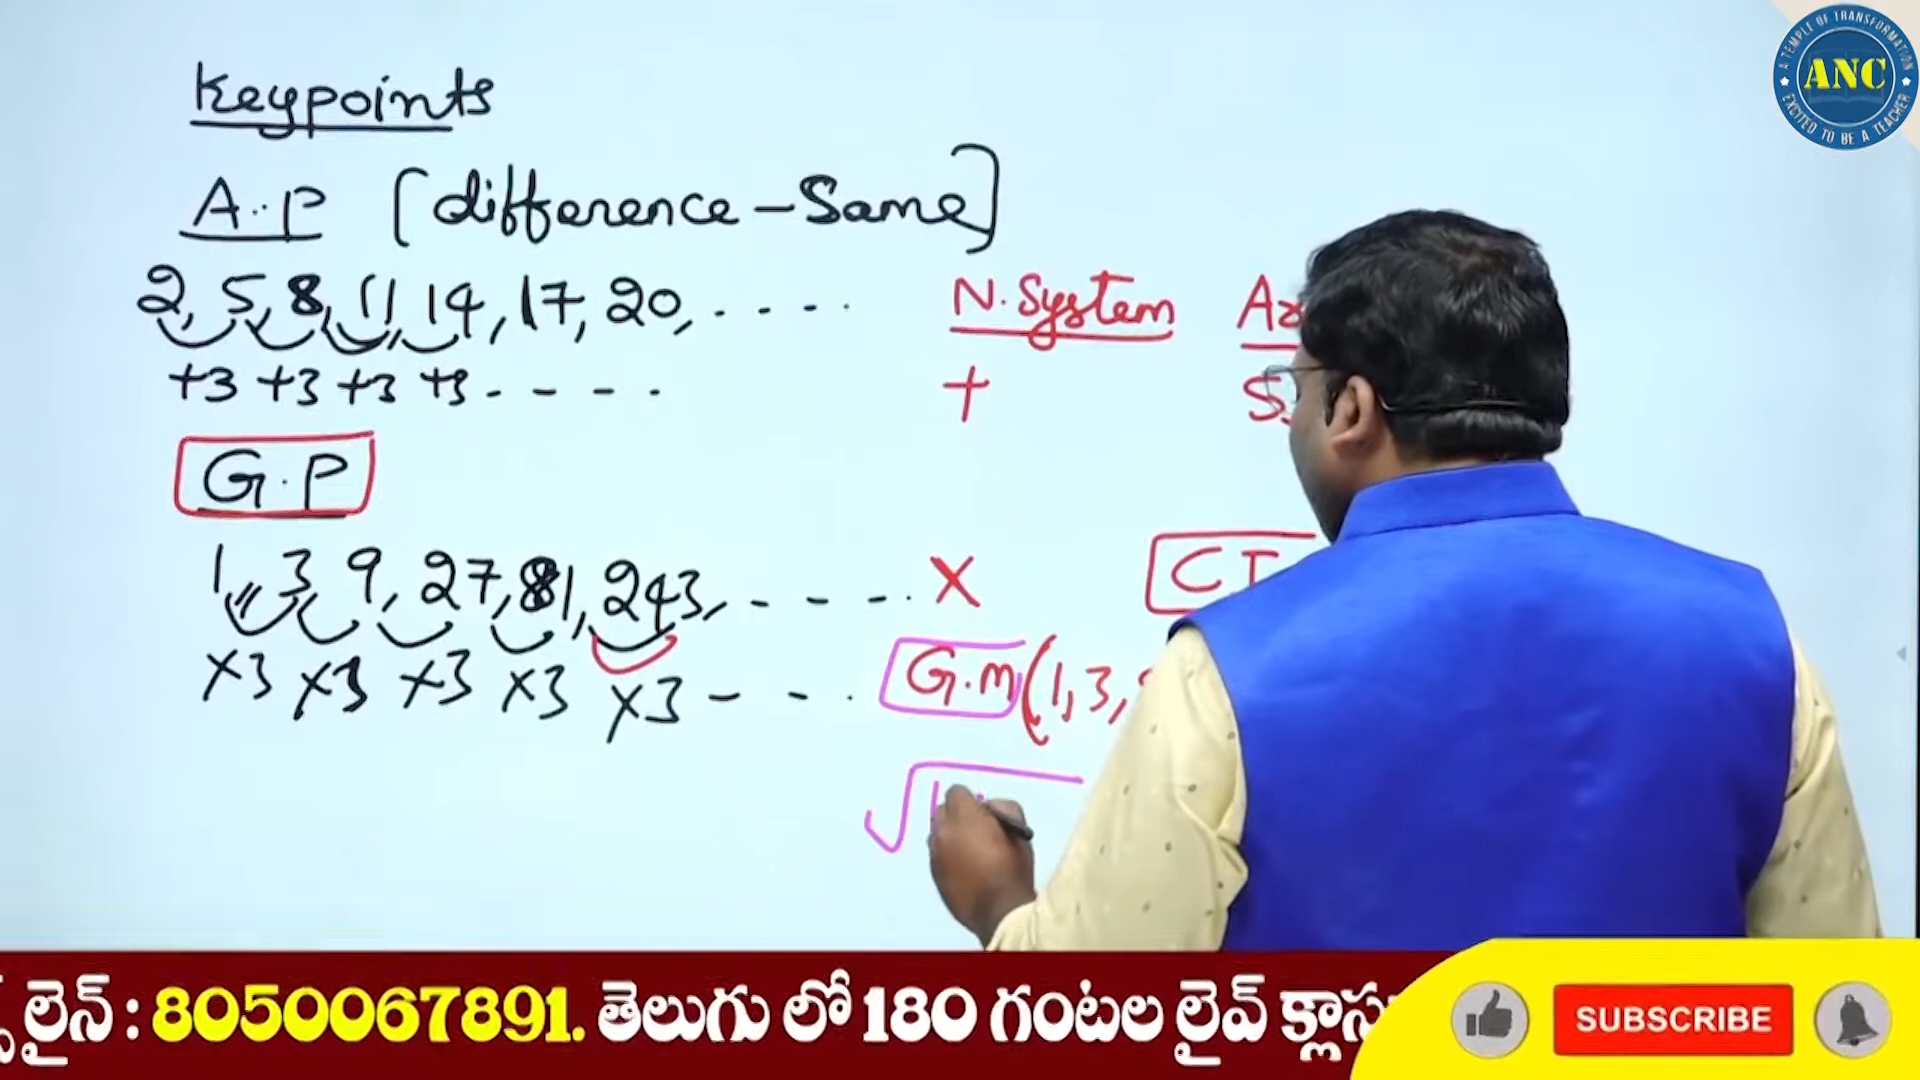 Keypoints
A.P [difference - Same]
2, 5, 8, 11, 14, 17, 20, . . . .
+3 +3 +3 +3 - - - .
N. System
+
G.P
1, 3 9, 27, 81, 243, - - - .
×3 ×3 ×3 ×3 ×3 - - .
×
G.M (1, 3,
√1
A TEMPLE OF TRANSFORMATION
ANC
EXCITED TO BE A TEACHER
లైన్ : 8050067891. తెలుగు లో 180 గంటల లైవ్ క్లాసు
SUBSCRIBE